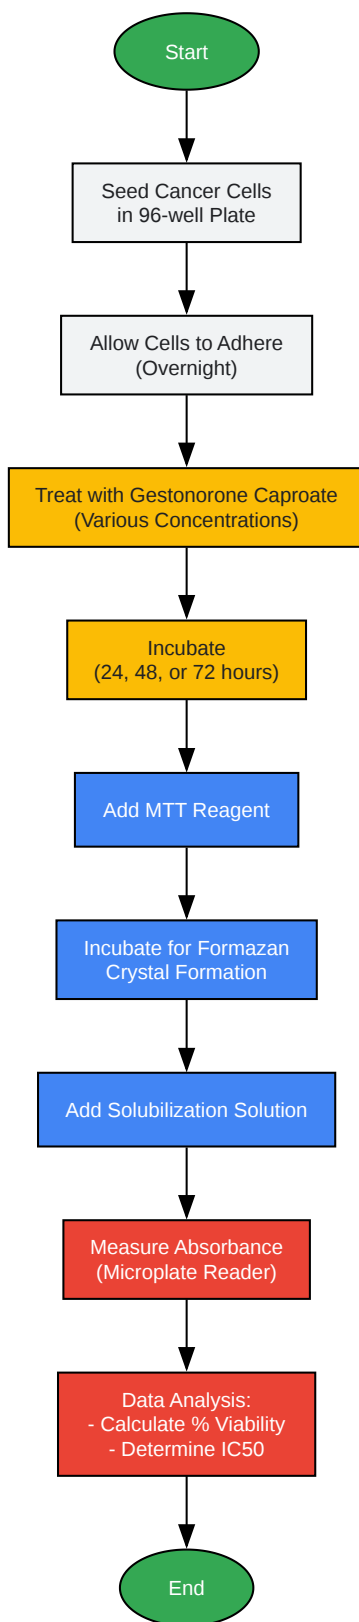 Start
Seed Cancer Cells
in 96-well Plate
Allow Cells to Adhere
(Overnight)
Treat with Gestonorone Caproate
(Various Concentrations)
Incubate
(24, 48, or 72 hours)
Add MTT Reagent
Incubate for Formazan
Crystal Formation
Add Solubilization Solution
Measure Absorbance
(Microplate Reader)
Data Analysis:
- Calculate % Viability
- Determine IC50
End